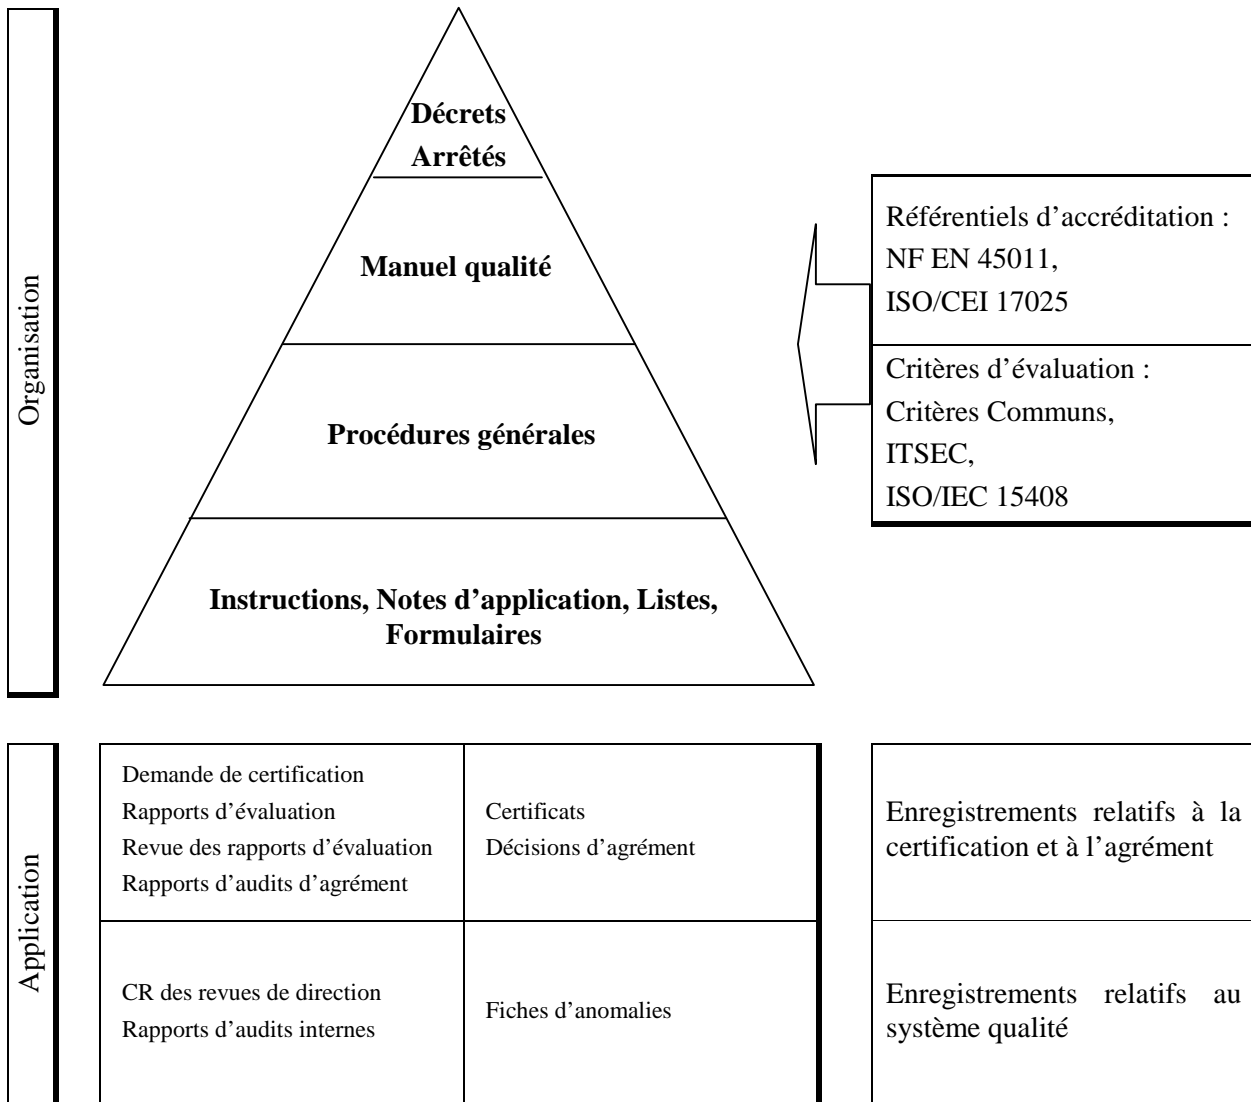 Organisation
Décrets
Arrêtés
Manuel qualité
Procédures générales
Instructions, Notes d’application, Listes,
Formulaires
Référentiels d’accréditation :
NF EN 45011,
ISO/CEI 17025
Critères d’évaluation :
Critères Communs,
ITSEC,
ISO/IEC 15408
Application
Demande de certification
Rapports d’évaluation
Revue des rapports d’évaluation
Rapports d’audits d’agrément
Certificats
Décisions d’agrément
Enregistrements relatifs à la
certification et à l’agrément
CR des revues de direction
Rapports d’audits internes
Fiches d’anomalies
Enregistrements relatifs au
système qualité